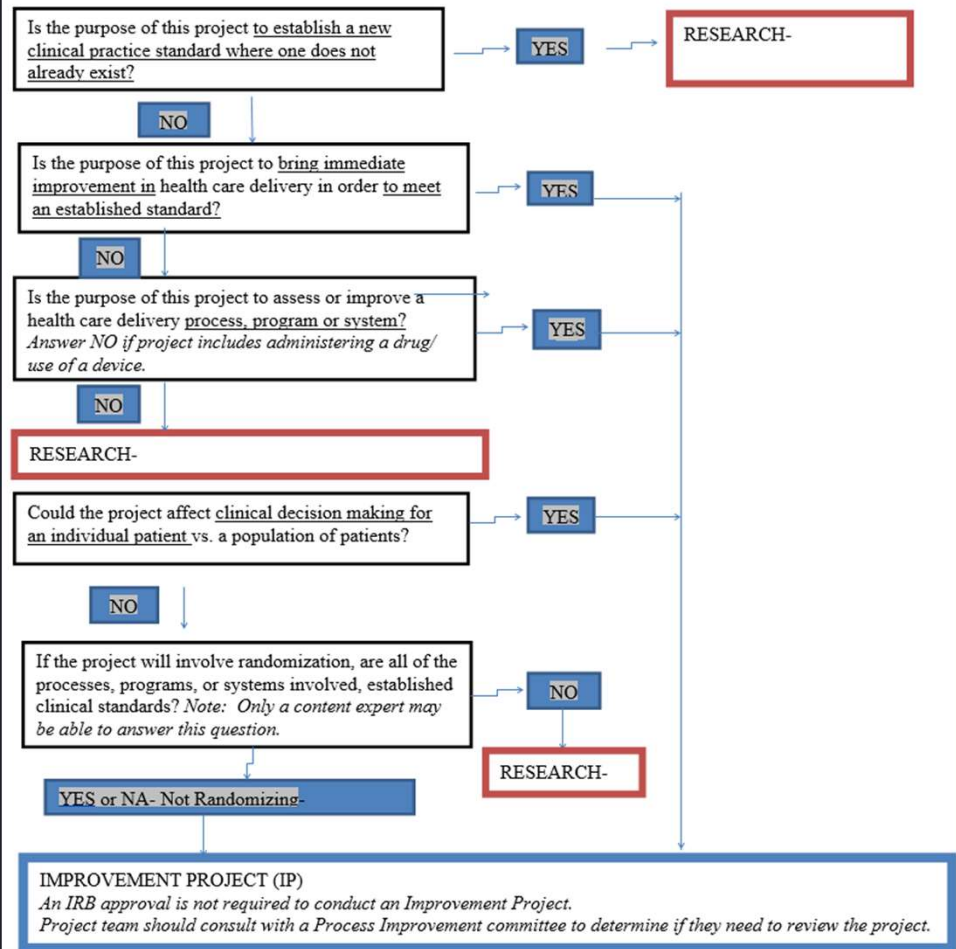 Is the purpose of this project to establish a new
clinical practice standard where one does not
already exist?
YES
RESEARCH-
NO
Is the purpose of this project to bring immediate
improvement in health care delivery in order to meet
an established standard?
YES
NO
Is the purpose of this project to assess or improve a
health care delivery process, program or system?
Answer NO if project includes administering a drug/
use of a device.
YES
NO
RESEARCH-
Could the project affect clinical decision making for
an individual patient vs. a population of patients?
YES
NO
If the project will involve randomization, are all of the
processes, programs, or systems involved, established
clinical standards? Note:  Only a content expert may
be able to answer this question.
NO
RESEARCH-
YES or NA- Not Randomizing-
IMPROVEMENT PROJECT (IP)
An IRB approval is not required to conduct an Improvement Project.
Project team should consult with a Process Improvement committee to determine if they need to review the project.